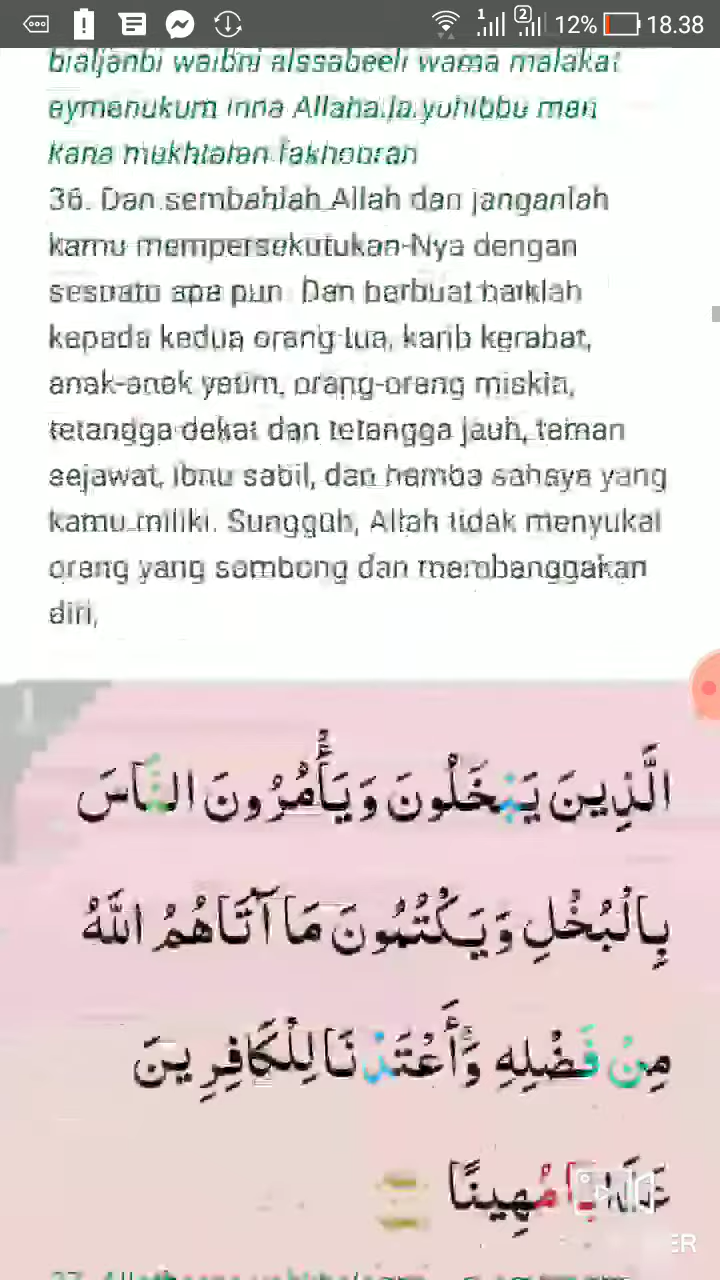 12% 18.38
bialjanbi waibni alssabeeli wama malakat
aymanukum inna Allaha la yuhibbu man
kana mukhtalan fakhooran
36. Dan sembahlah Allah dan janganlah
kamu mempersekutukan-Nya dengan
sesuatu apa pun. Dan berbuat baiklah
kepada kedua orang tua, karib kerabat,
anak-anak yatim, orang-orang miskin,
tetangga dekat dan tetangga jauh, teman
sejawat, ibnu sabil, dan hamba sahaya yang
kamu miliki. Sungguh, Allah tidak menyukai
orang yang sombong dan membanggakan
diri,
الَّذِينَ يَبْخَلُونَ وَيَأْمُرُونَ النَّاسَ
بِالْبُخْلِ وَيَكْتُمُونَ مَا آتَاهُمُ اللَّهُ
مِنْ فَضْلِهِ وَأَعْتَدْنَا لِلْكَافِرِينَ
عَذَابًا مُهِينًا